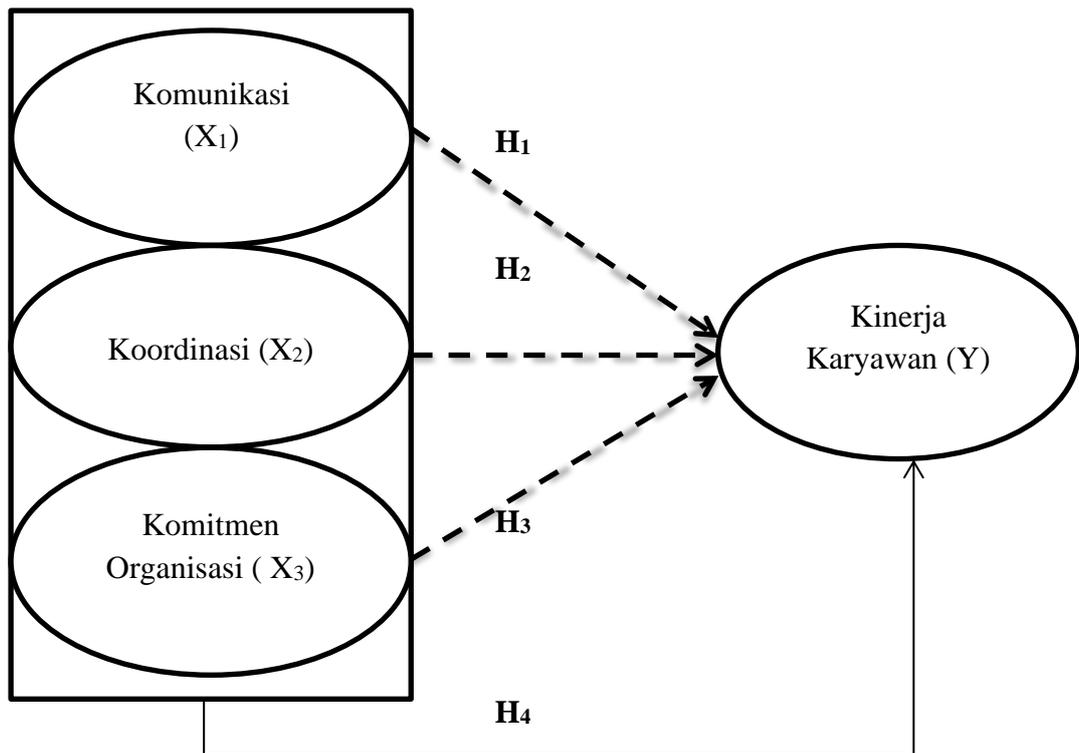 Komunikasi
(X₁)
H₁
H₂
Koordinasi (X₂)
Kinerja
Karyawan (Y)
Komitmen
Organisasi ( X₃)
H₃
H₄